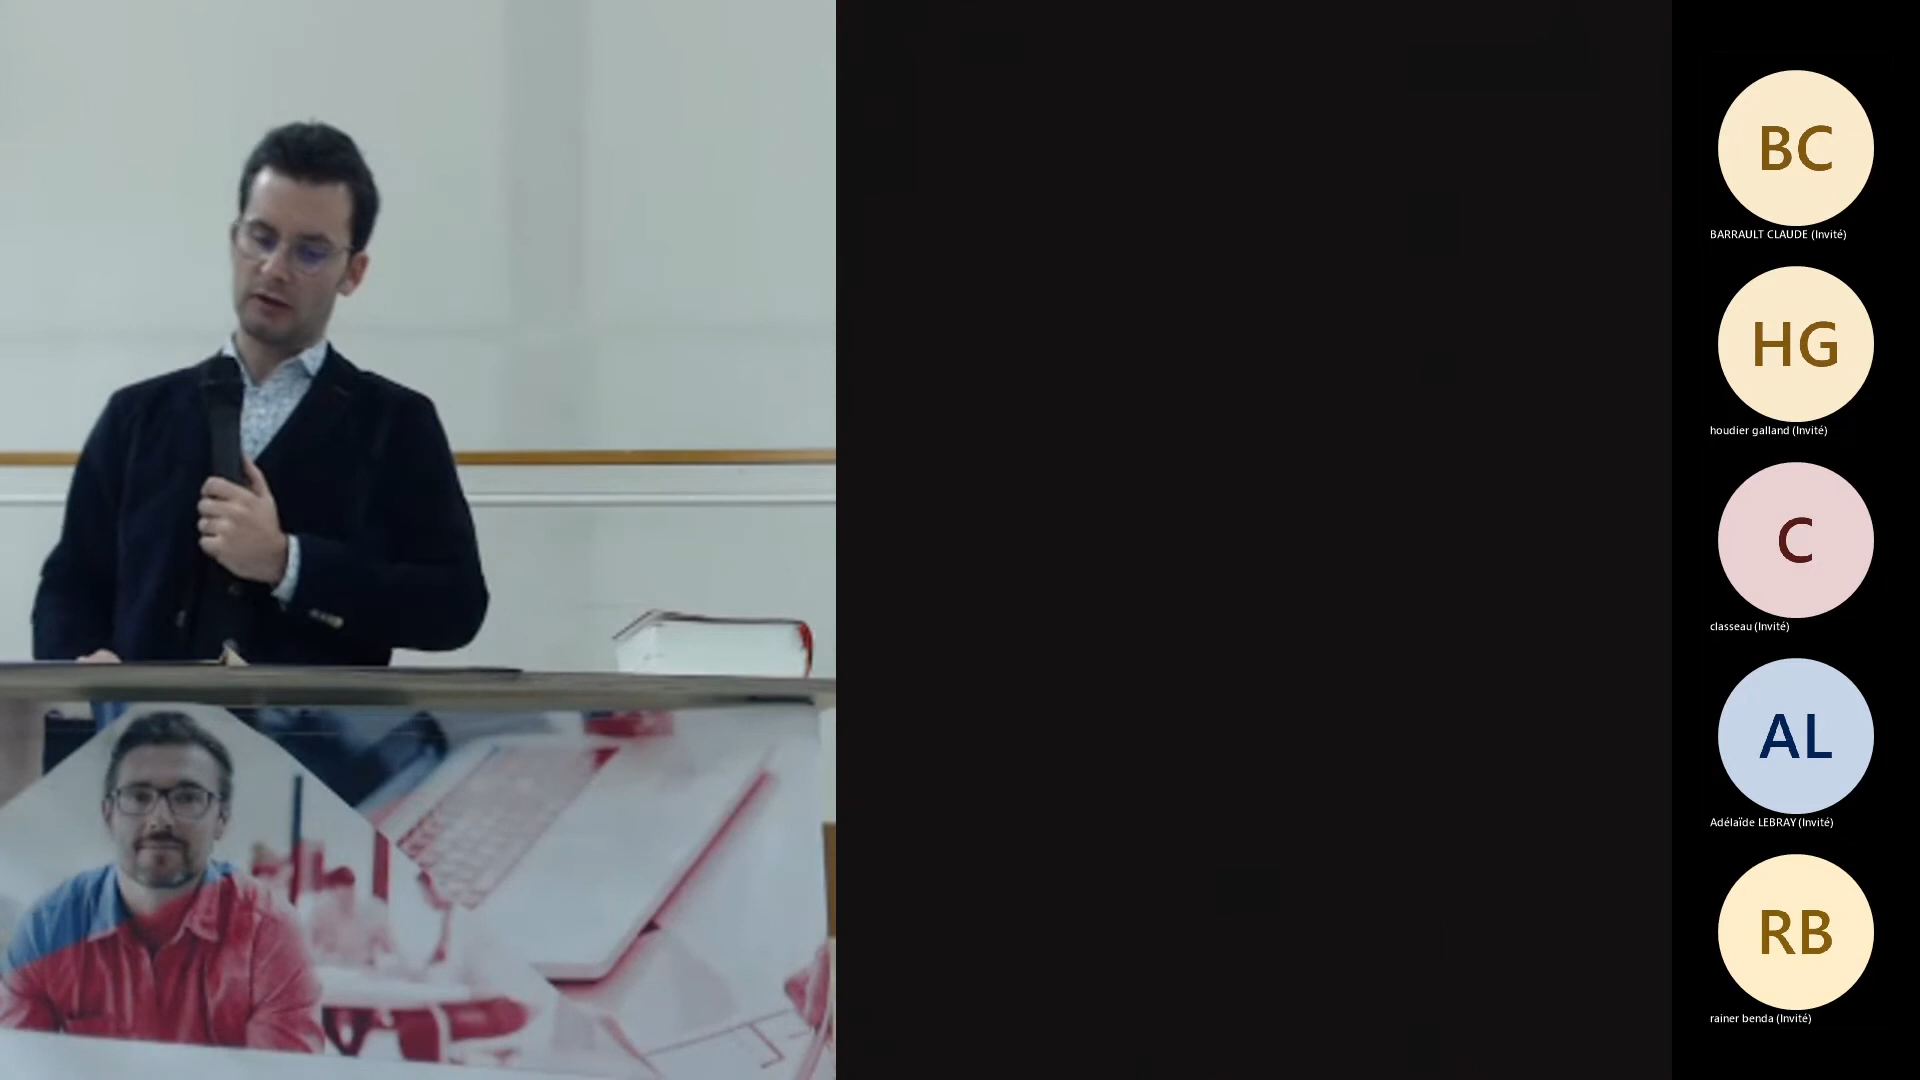 BC
BARRAULT CLAUDE (Invité)
HG
houdier galland (Invité)
C
classeau (Invité)
AL
Adélaïde LEBRAY (Invité)
RB
rainer benda (Invité)